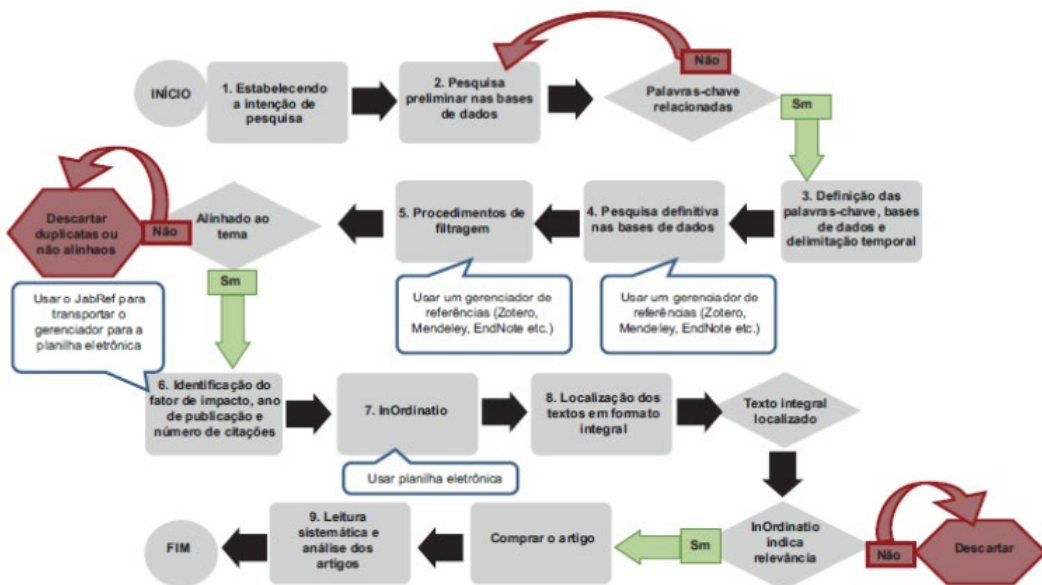 Não
INÍCIO
1. Estabelecendo
a intenção de
pesquisa
2. Pesquisa
preliminar nas bases
de dados
Palavras-chave
relacionadas
Sm
Descartar
duplicatas ou
não alinhaos
Não
Alinhado ao
tema
5. Procedimentos de
filtragem
4. Pesquisa definitiva
nas bases de dados
3. Definição das
palavras-chave, bases
de dados e
delimitação temporal
Sm
Usar o JabRef para
transportar o
gerenciador para a
planilha eletrônica
Usar um gerenciador de
referências (Zotero,
Mendeley, EndNote etc.)
Usar um gerenciador de
referências (Zotero,
Mendeley, EndNote etc.)
6. Identificação do
fator de impacto, ano
de publicação e
número de citações
7. InOrdinatio
8. Localização dos
textos em formato
integral
Texto integral
localizado
Usar planilha eletrônica
FIM
9. Leitura
sistemática e
análise dos
artigos
Comprar o artigo
Sm
InOrdinatio
indica
relevância
Não
Descartar